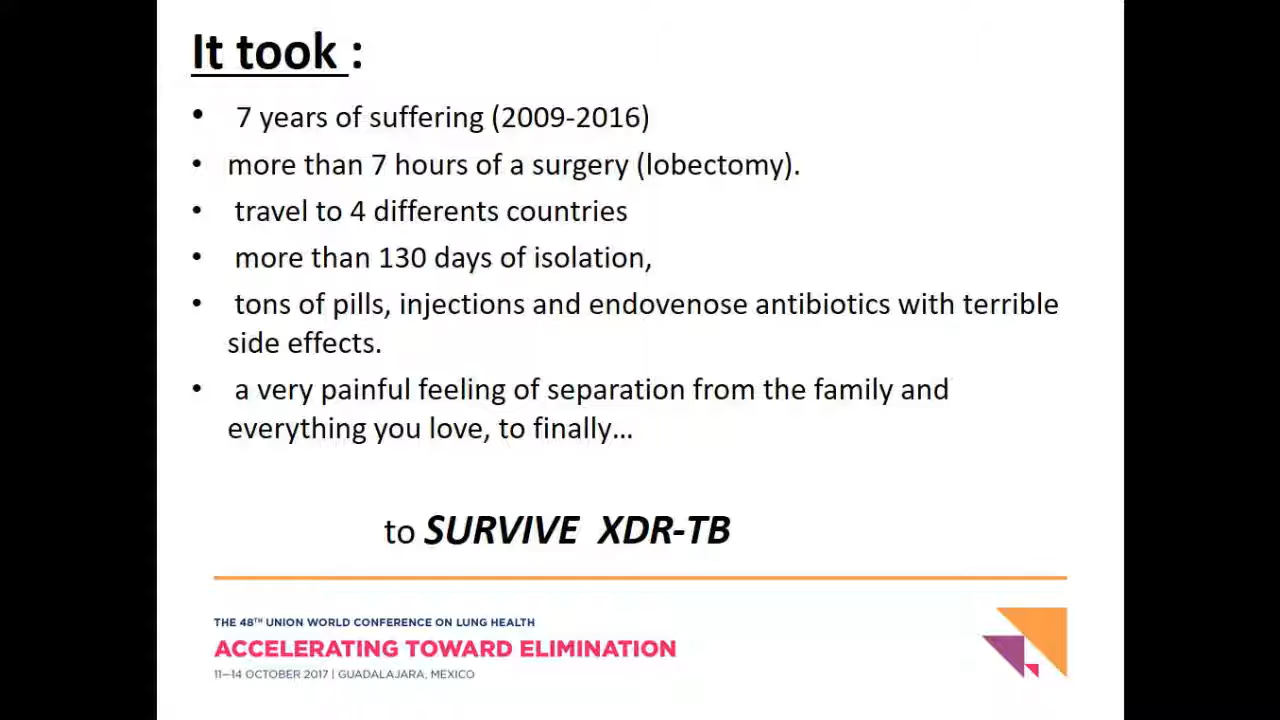 It took :
• 7 years of suffering (2009-2016)
• more than 7 hours of a surgery (lobectomy).
• travel to 4 differents countries
• more than 130 days of isolation,
• tons of pills, injections and endovenose antibiotics with terrible
side effects.
• a very painful feeling of separation from the family and
everything you love, to finally…
to SURVIVE XDR-TB
THE 48TH UNION WORLD CONFERENCE ON LUNG HEALTH
ACCELERATING TOWARD ELIMINATION
11–14 OCTOBER 2017 | GUADALAJARA, MEXICO